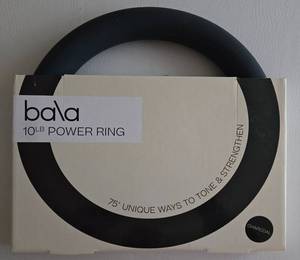 bala
10LB POWER RING
75+ UNIQUE WAYS TO TONE & STRENGTHEN
CHARCOAL